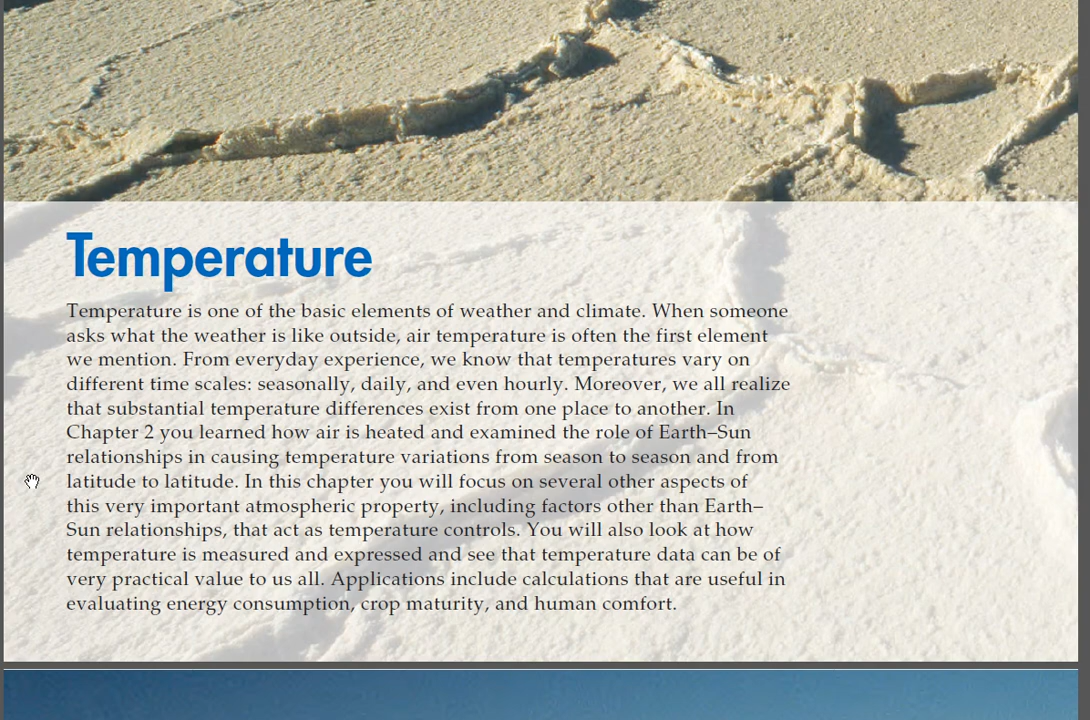 Temperature
Temperature is one of the basic elements of weather and climate. When someone
asks what the weather is like outside, air temperature is often the first element
we mention. From everyday experience, we know that temperatures vary on
different time scales: seasonally, daily, and even hourly. Moreover, we all realize
that substantial temperature differences exist from one place to another. In
Chapter 2 you learned how air is heated and examined the role of Earth–Sun
relationships in causing temperature variations from season to season and from
latitude to latitude. In this chapter you will focus on several other aspects of
this very important atmospheric property, including factors other than Earth–
Sun relationships, that act as temperature controls. You will also look at how
temperature is measured and expressed and see that temperature data can be of
very practical value to us all. Applications include calculations that are useful in
evaluating energy consumption, crop maturity, and human comfort.